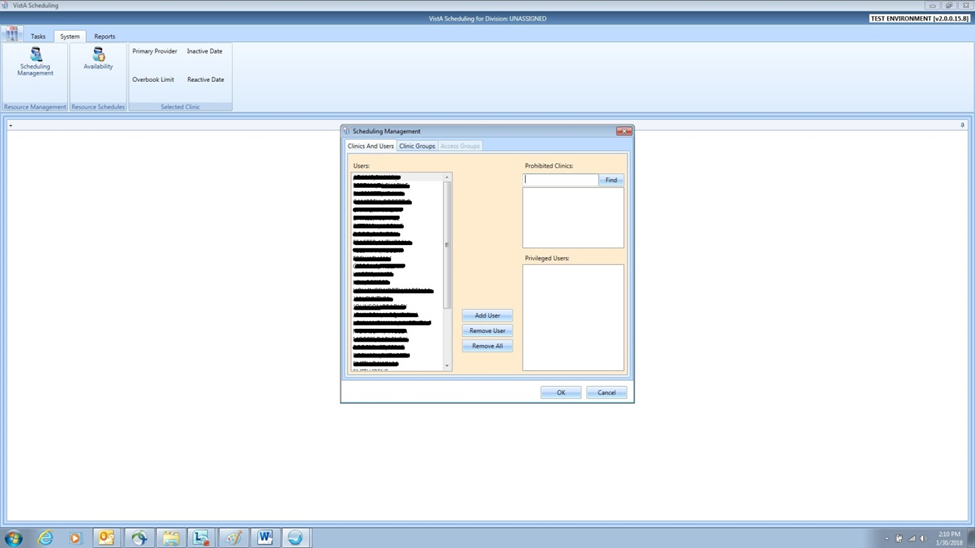 VistA Scheduling
VistA Scheduling for Division: UNASSIGNED
TEST ENVIRONMENT [v2.0.0.15.8]
Tasks
System
Reports
Scheduling Management
Availability
Primary Provider
Inactive Date
Overbook Limit
Reactive Date
Resource Management
Resource Schedules
Selected Clinic
Scheduling Management
Clinics And Users
Clinic Groups
Access Groups
Users:
Prohibited Clinics:
Find
Privileged Users:
Add User
Remove User
Remove All
OK
Cancel
2:10 PM
1/30/2018